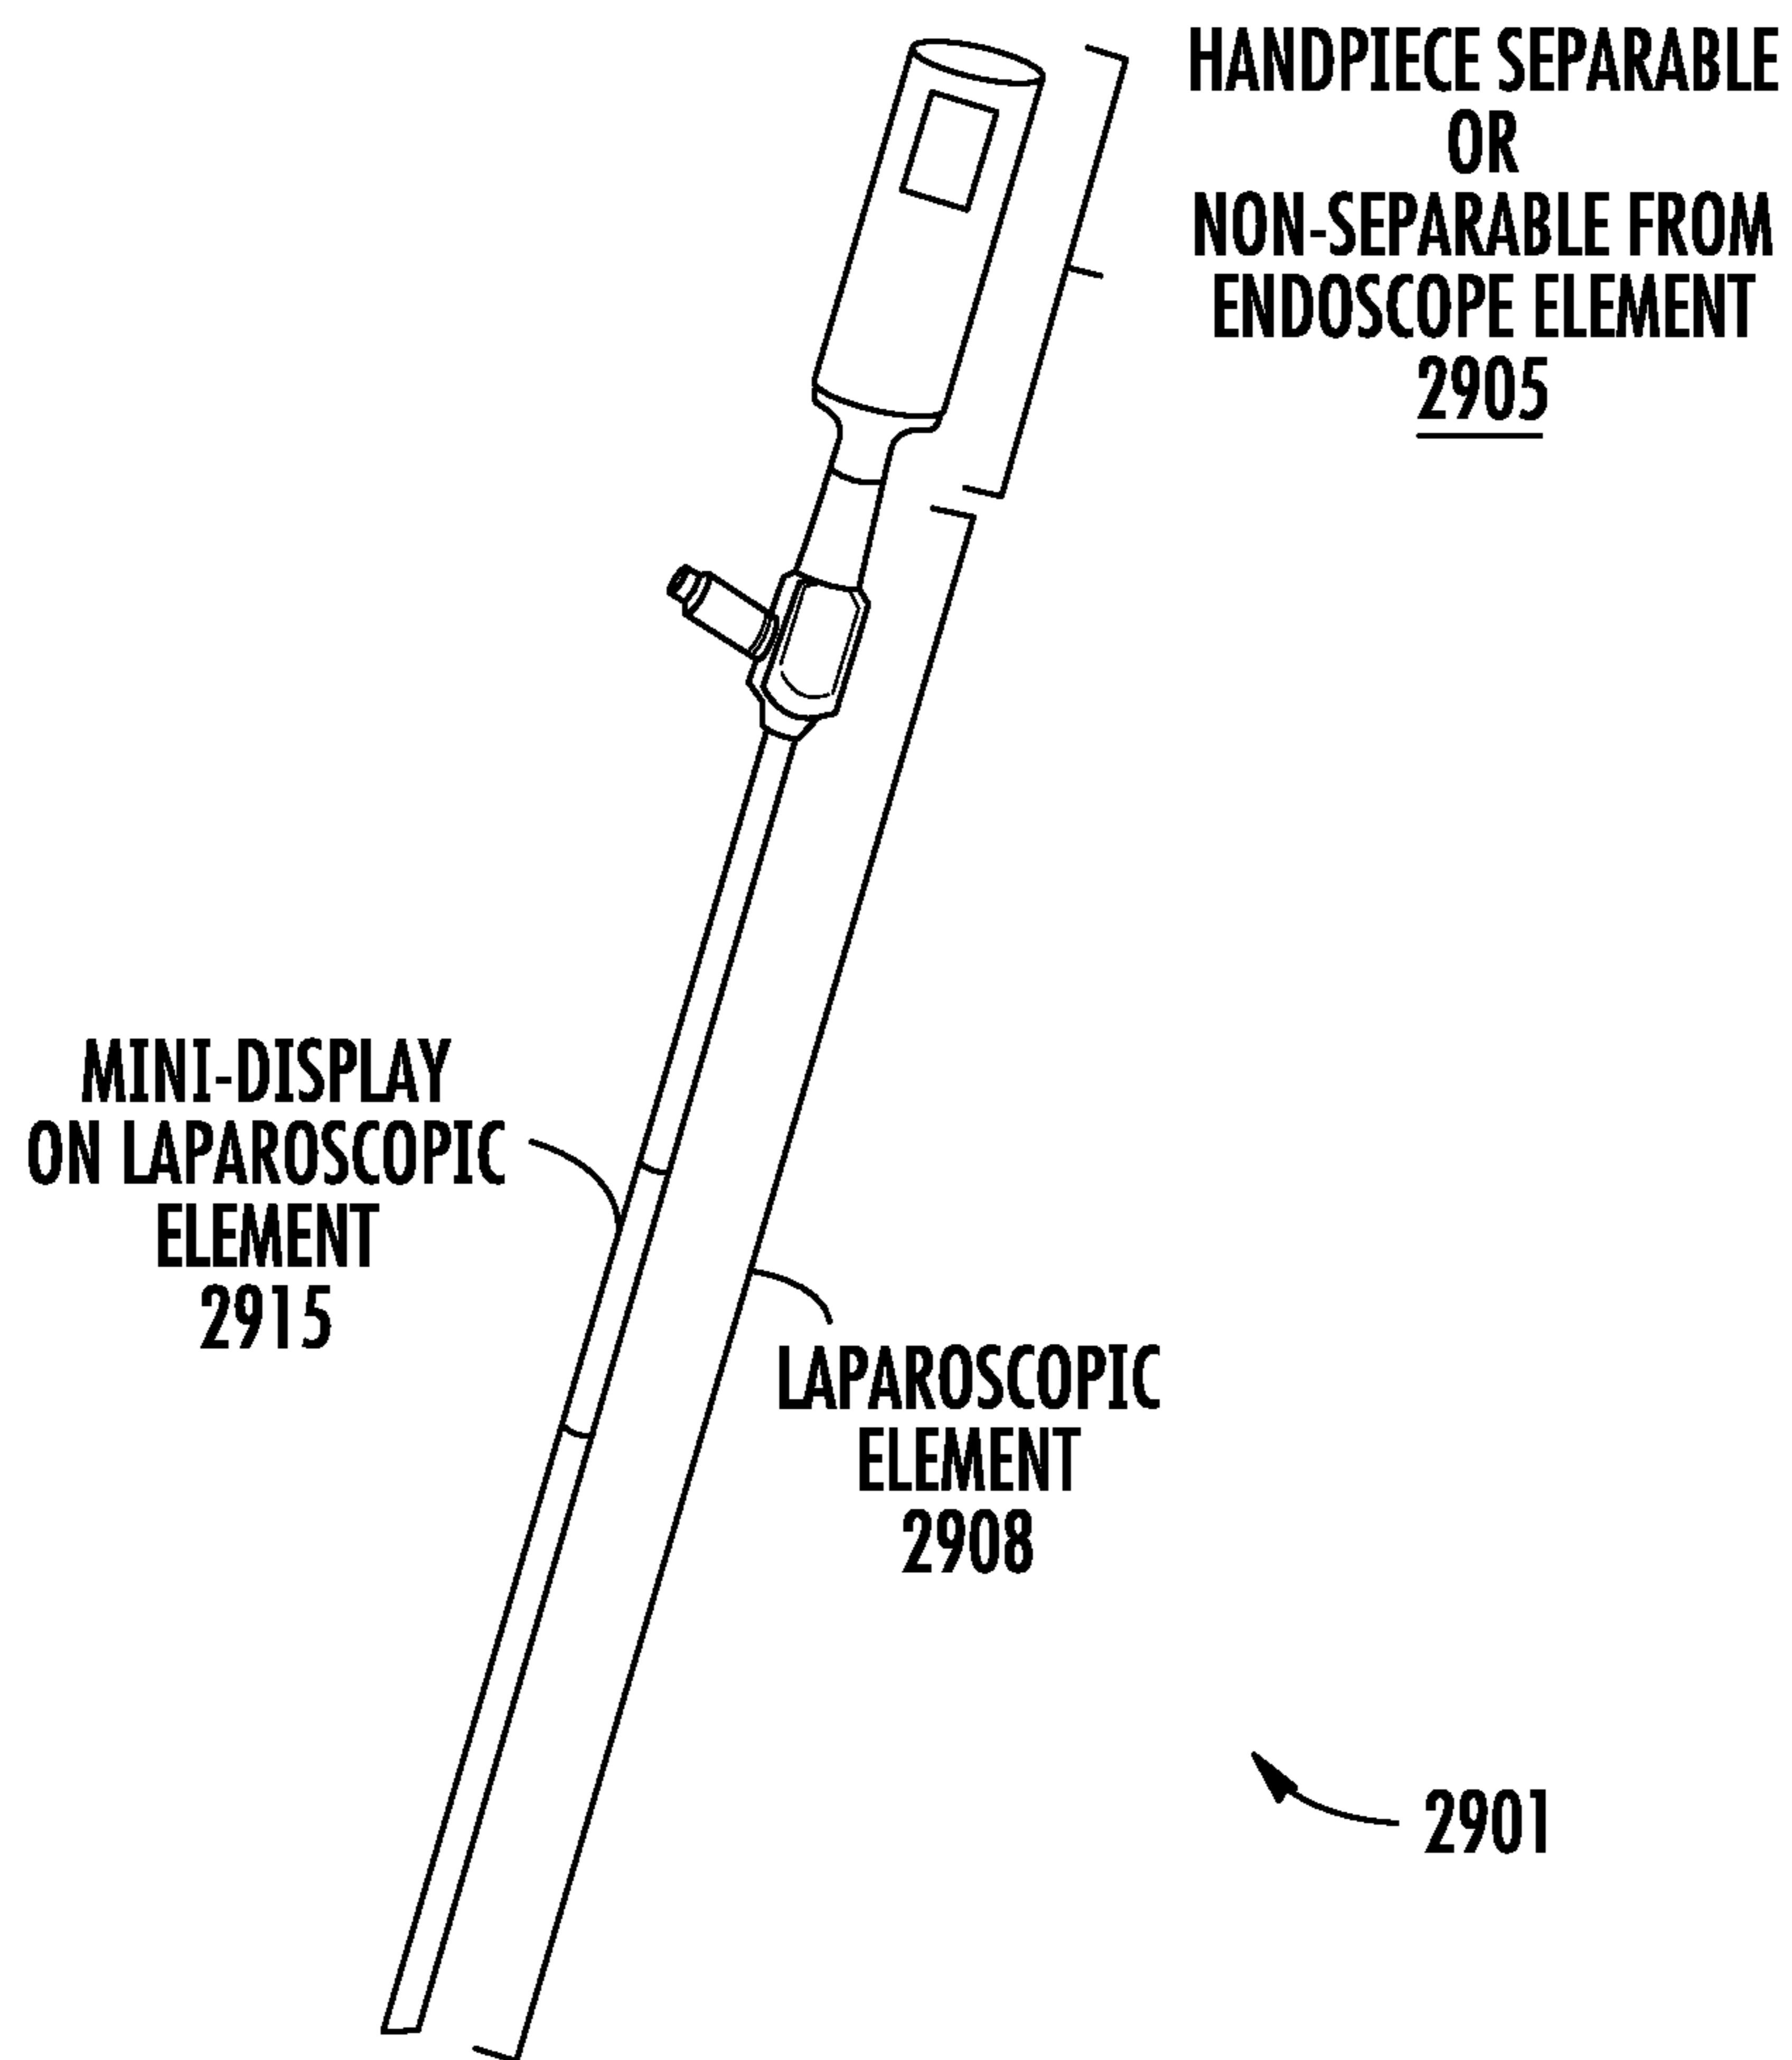 HANDPIECE SEPARABLE
OR
NON-SEPARABLE FROM
ENDOSCOPE ELEMENT
2905
MINI-DISPLAY
ON LAPAROSCOPIC
ELEMENT
2915
LAPAROSCOPIC
ELEMENT
2908
2901